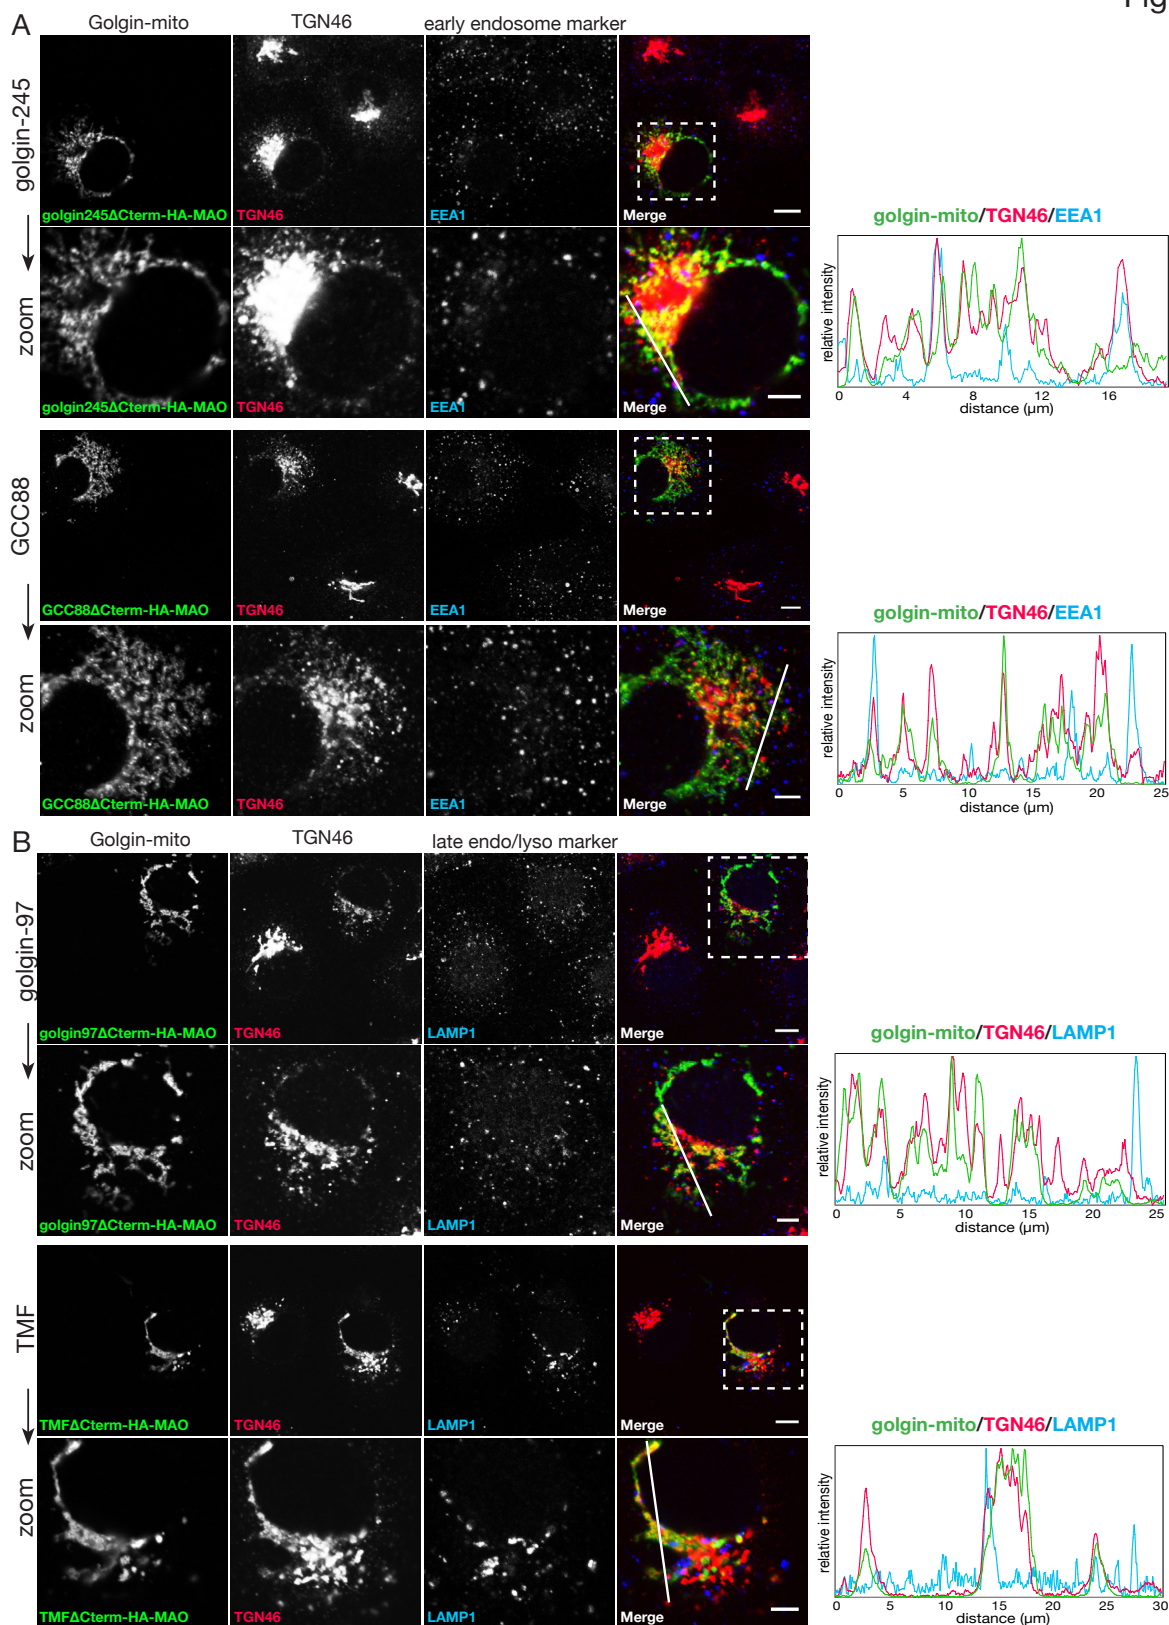 Fig
A
Golgin-mito TGN46 early endosome marker
golgin-245
golgin245ΔCterm-HA-MAO TGN46 EEA1 Merge
zoom
golgin245ΔCterm-HA-MAO TGN46 EEA1 Merge
golgin-mito/TGN46/EEA1
relative intensity
0 4 8 12 16
distance (µm)
GCC88
GCC88ΔCterm-HA-MAO TGN46 EEA1 Merge
zoom
GCC88ΔCterm-HA-MAO TGN46 EEA1 Merge
golgin-mito/TGN46/EEA1
relative intensity
0 5 10 15 20 25
distance (µm)
B
Golgin-mito TGN46 late endo/lyso marker
golgin-97
golgin97ΔCterm-HA-MAO TGN46 LAMP1 Merge
zoom
golgin97ΔCterm-HA-MAO TGN46 LAMP1 Merge
golgin-mito/TGN46/LAMP1
relative intensity
0 5 10 15 20 25
distance (µm)
TMF
TMFΔCterm-HA-MAO TGN46 LAMP1 Merge
zoom
TMFΔCterm-HA-MAO TGN46 LAMP1 Merge
golgin-mito/TGN46/LAMP1
relative intensity
0 5 10 15 20 25 30
distance (µm)